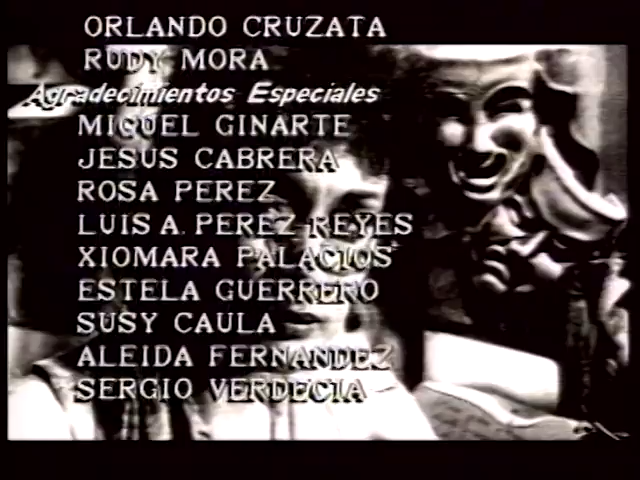 ORLANDO CRUZATA
RUDY MORA
Agradecimientos Especiales
MIGUEL GINARTE
JESUS CABRERA
ROSA PEREZ
LUIS A. PEREZ REYES
XIOMARA PALACIOS
ESTELA GUERRERO
SUSY CAULA
ALEIDA FERNANDEZ
SERGIO VERDECIA